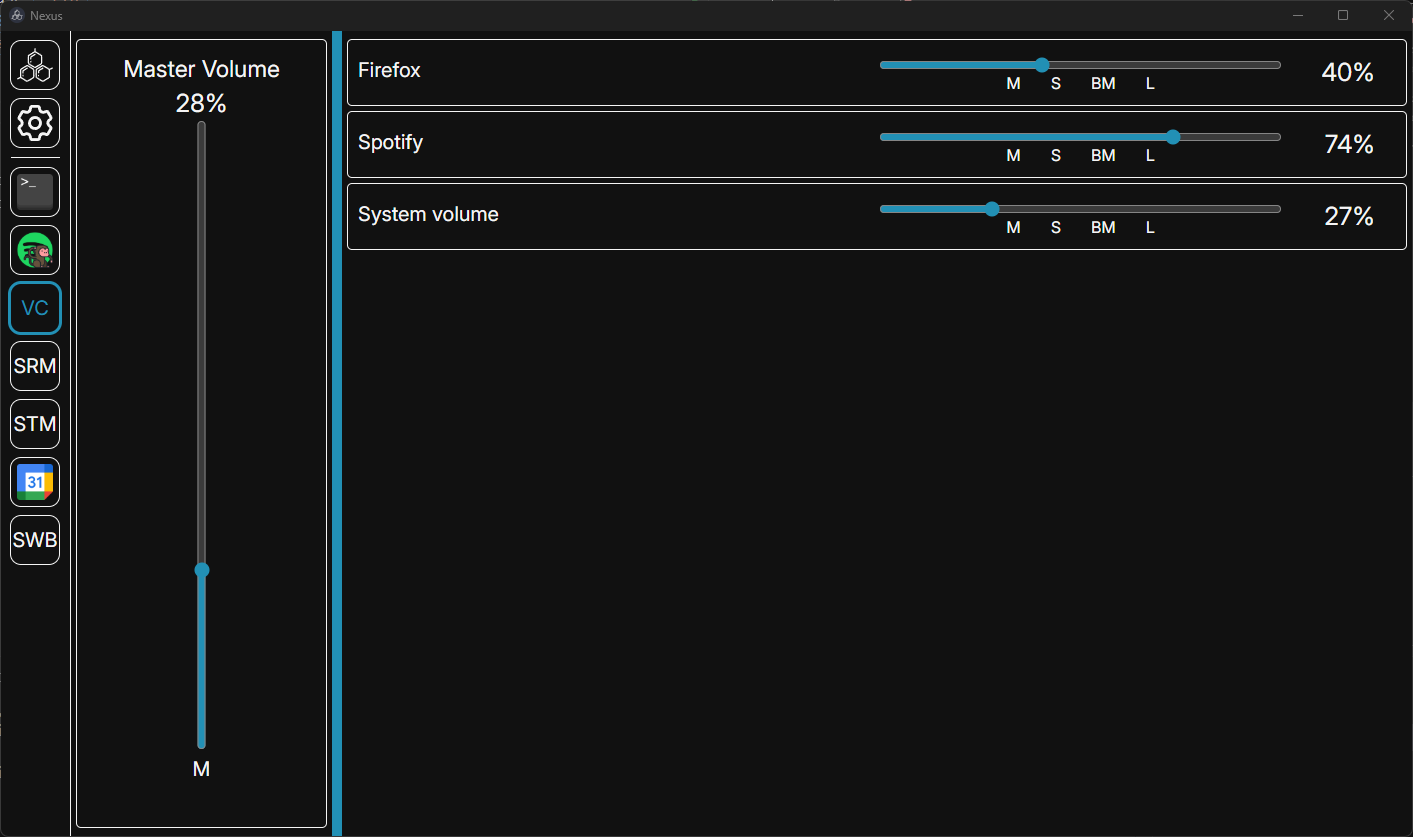 Nexus
>_
VC
SRM
STM
31
SWB
Master Volume
28%
M
Firefox
M S BM L
40%
Spotify
M S BM L
74%
System volume
M S BM L
27%